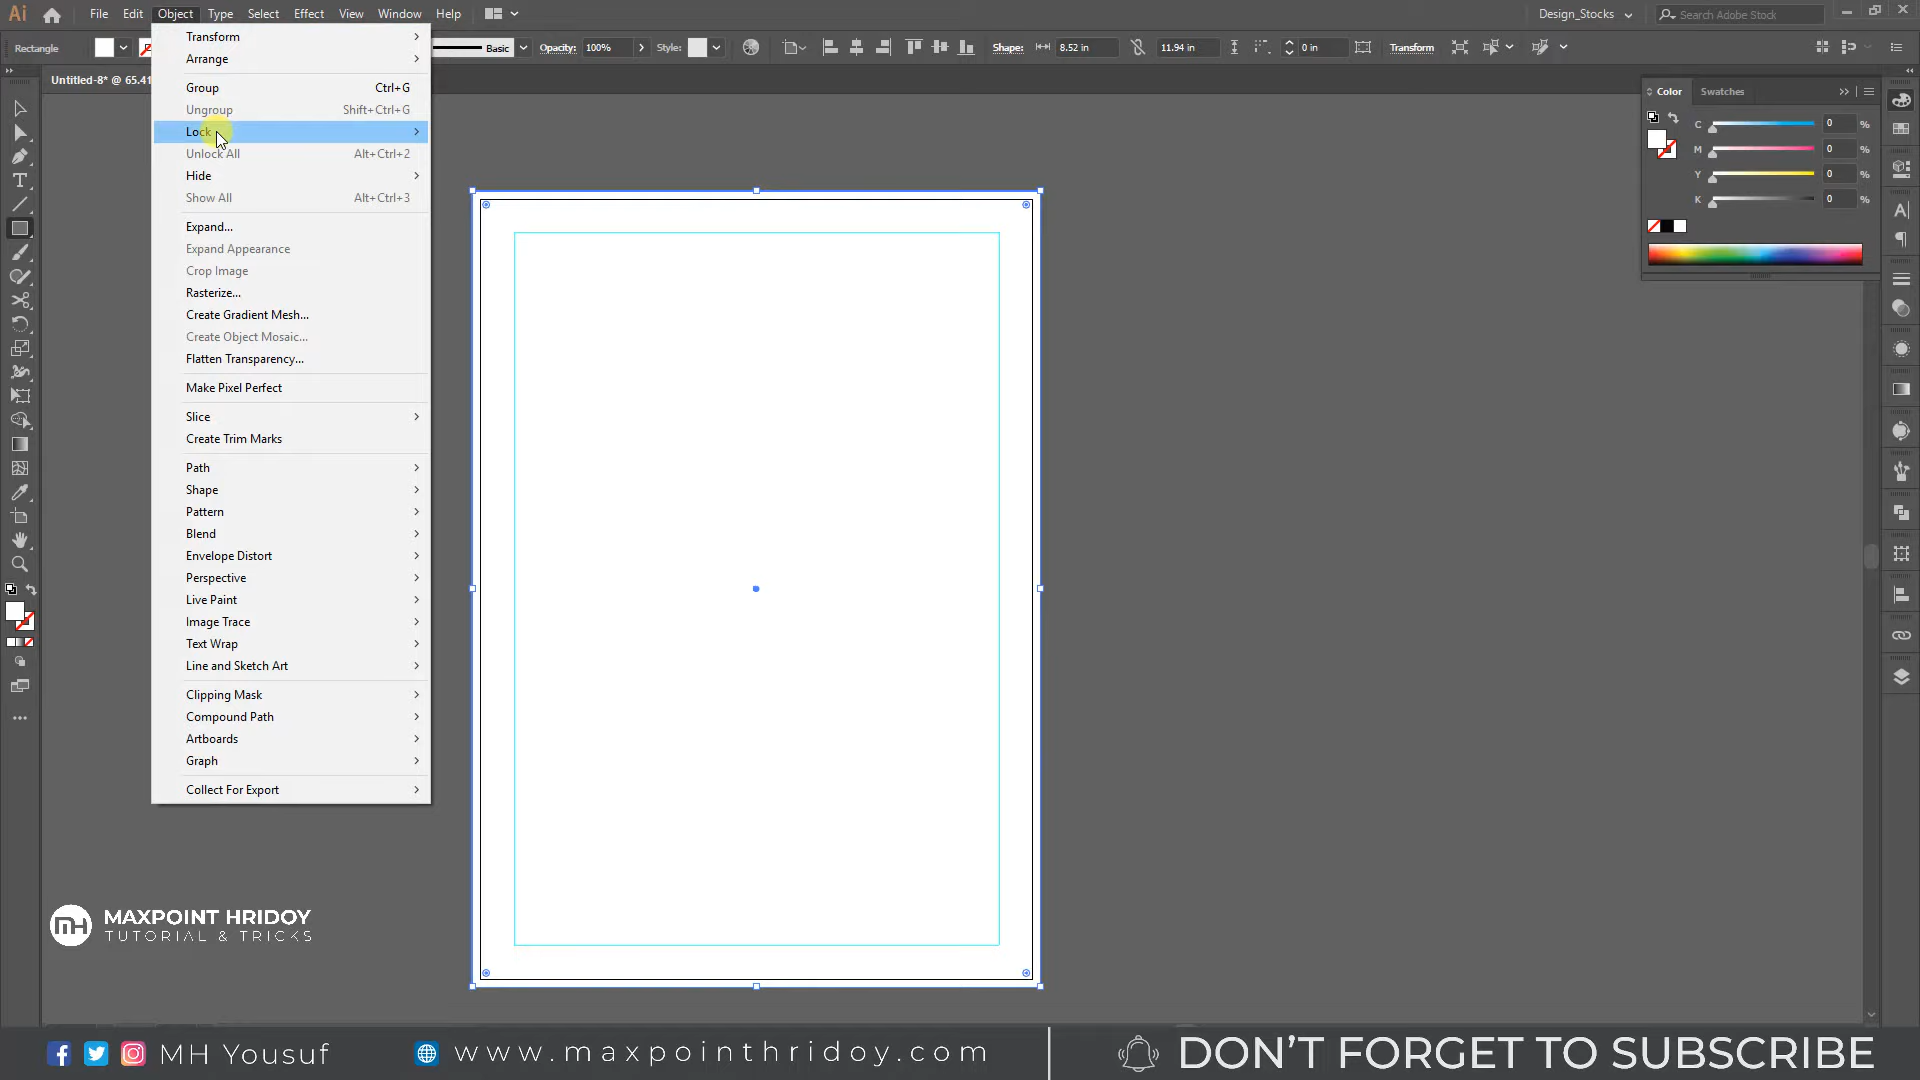 Ai File Edit Object Type Select Effect View Window Help Design_Stocks Search Adobe Stock
Rectangle Basic Opacity: 100% Style: Shape: 8.52 in 11.94 in 0 in Transform
Untitled-8* @ 65.41
Transform
Arrange
Group Ctrl+G
Ungroup Shift+Ctrl+G
Lock
Unlock All Alt+Ctrl+2
Hide
Show All Alt+Ctrl+3
Expand...
Expand Appearance
Crop Image
Rasterize...
Create Gradient Mesh...
Create Object Mosaic...
Flatten Transparency...
Make Pixel Perfect
Slice
Create Trim Marks
Path
Shape
Pattern
Blend
Envelope Distort
Perspective
Live Paint
Image Trace
Text Wrap
Line and Sketch Art
Clipping Mask
Compound Path
Artboards
Graph
Collect For Export
Color Swatches
C 0 %
M 0 %
Y 0 %
K 0 %
MH MAXPOINT HRIDOY
TUTORIAL & TRICKS
MH Yousuf www.maxpointhridoy.com DON'T FORGET TO SUBSCRIBE